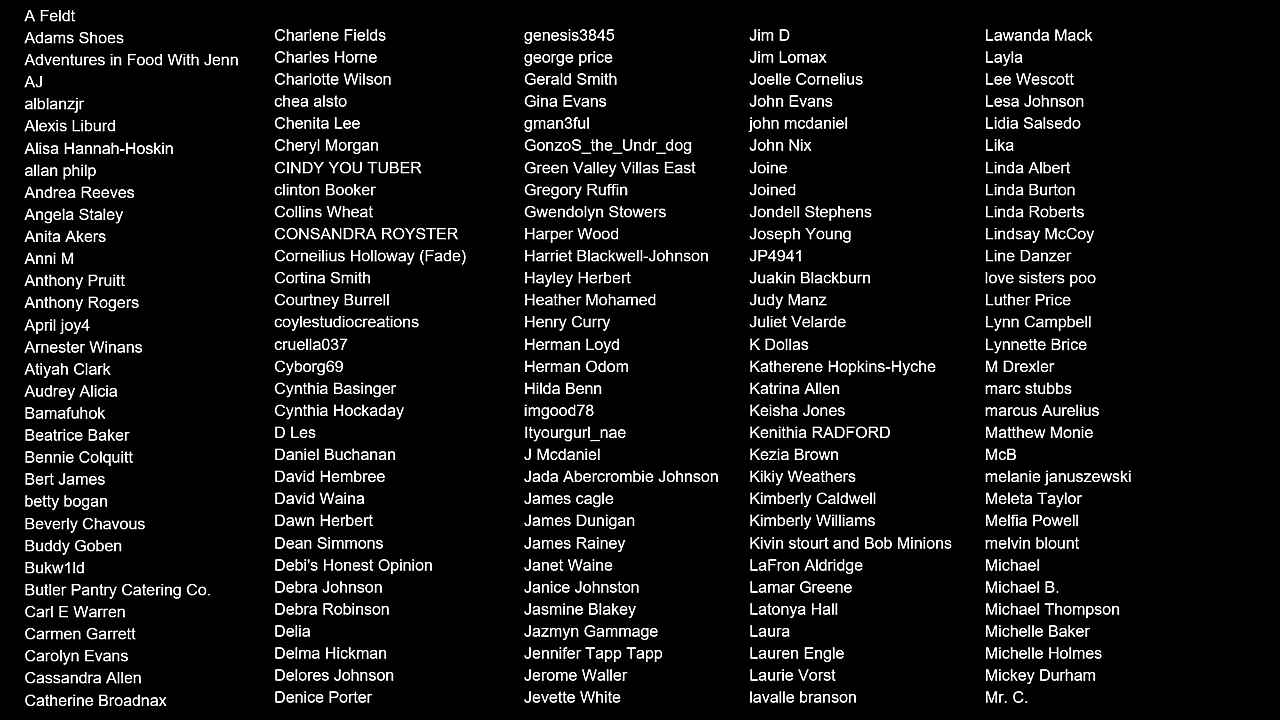 A Feldt
Adams Shoes
Adventures in Food With Jenn
AJ
alblanzjr
Alexis Liburd
Alisa Hannah-Hoskin
allan philp
Andrea Reeves
Angela Staley
Anita Akers
Anni M
Anthony Pruitt
Anthony Rogers
April joy4
Arnester Winans
Atiyah Clark
Audrey Alicia
Bamafuhok
Beatrice Baker
Bennie Colquitt
Bert James
betty bogan
Beverly Chavous
Buddy Goben
Bukw1ld
Butler Pantry Catering Co.
Carl E Warren
Carmen Garrett
Carolyn Evans
Cassandra Allen
Catherine Broadnax
Charlene Fields
Charles Horne
Charlotte Wilson
chea alsto
Chenita Lee
Cheryl Morgan
CINDY YOU TUBER
clinton Booker
Collins Wheat
CONSANDRA ROYSTER
Corneilius Holloway (Fade)
Cortina Smith
Courtney Burrell
coylestudiocreations
cruella037
Cyborg69
Cynthia Basinger
Cynthia Hockaday
D Les
Daniel Buchanan
David Hembree
David Waina
Dawn Herbert
Dean Simmons
Debi's Honest Opinion
Debra Johnson
Debra Robinson
Delia
Delma Hickman
Delores Johnson
Denice Porter
genesis3845
george price
Gerald Smith
Gina Evans
gman3ful
GonzoS_the_Undr_dog
Green Valley Villas East
Gregory Ruffin
Gwendolyn Stowers
Harper Wood
Harriet Blackwell-Johnson
Hayley Herbert
Heather Mohamed
Henry Curry
Herman Loyd
Herman Odom
Hilda Benn
imgood78
Ityourgurl_nae
J Mcdaniel
Jada Abercrombie Johnson
James cagle
James Dunigan
James Rainey
Janet Waine
Janice Johnston
Jasmine Blakey
Jazmyn Gammage
Jennifer Tapp Tapp
Jerome Waller
Jevette White
Jim D
Jim Lomax
Joelle Cornelius
John Evans
john mcdaniel
John Nix
Joine
Joined
Jondell Stephens
Joseph Young
JP4941
Juakin Blackburn
Judy Manz
Juliet Velarde
K Dollas
Katherene Hopkins-Hyche
Katrina Allen
Keisha Jones
Kenithia RADFORD
Kezia Brown
Kikiy Weathers
Kimberly Caldwell
Kimberly Williams
Kivin stourt and Bob Minions
LaFron Aldridge
Lamar Greene
Latonya Hall
Laura
Lauren Engle
Laurie Vorst
lavalle branson
Lawanda Mack
Layla
Lee Wescott
Lesa Johnson
Lidia Salsedo
Lika
Linda Albert
Linda Burton
Linda Roberts
Lindsay McCoy
Line Danzer
love sisters poo
Luther Price
Lynn Campbell
Lynnette Brice
M Drexler
marc stubbs
marcus Aurelius
Matthew Monie
McB
melanie januszewski
Meleta Taylor
Melfia Powell
melvin blount
Michael
Michael B.
Michael Thompson
Michelle Baker
Michelle Holmes
Mickey Durham
Mr. C.